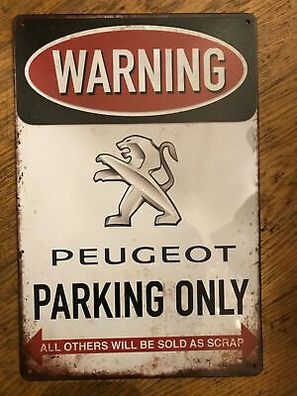 WARNING
PEUGEOT
PARKING ONLY
ALL OTHERS WILL BE SOLD AS SCRAP